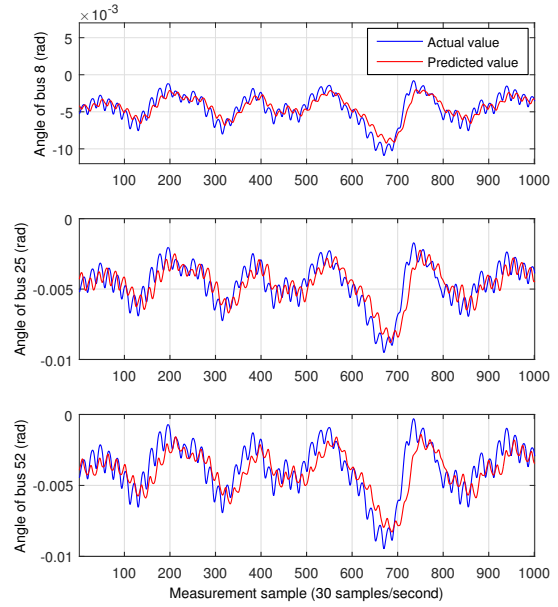 ×10⁻³
5
0
-5
-10
Angle of bus 8 (rad)
Actual value
Predicted value
100 200 300 400 500 600 700 800 900 1000
0
-0.005
-0.01
Angle of bus 25 (rad)
100 200 300 400 500 600 700 800 900 1000
0
-0.005
-0.01
Angle of bus 52 (rad)
100 200 300 400 500 600 700 800 900 1000
Measurement sample (30 samples/second)